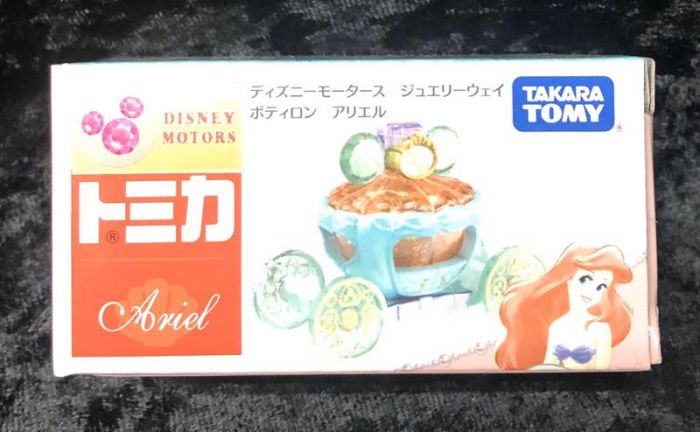 DISNEY
MOTORS
トミカ
®
Ariel
ディズニーモータース ジュエリーウェイ
ポティロン アリエル
TAKARA
TOMY
®